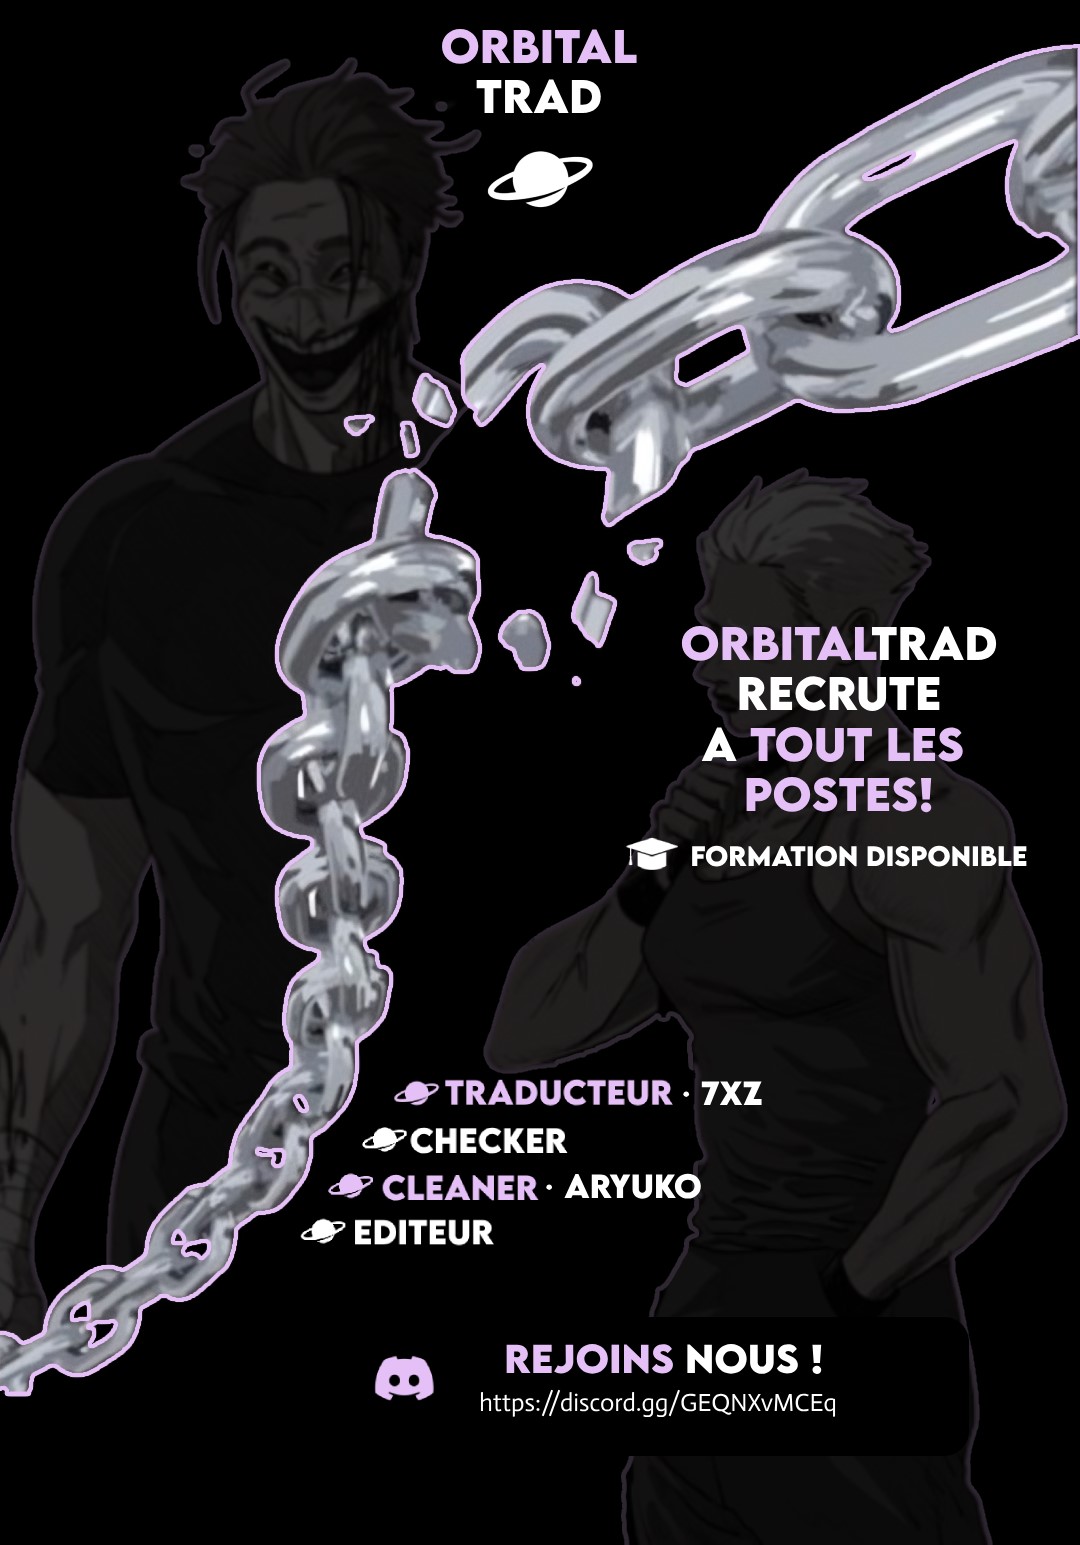 ORBITAL
TRAD
ORBITALTRAD
RECRUTE
A TOUT LES
POSTES!
FORMATION DISPONIBLE
TRADUCTEUR · 7XZ
CHECKER
CLEANER · ARYUKO
EDITEUR
REJOINS NOUS !
https://discord.gg/GEQNXvMCEq